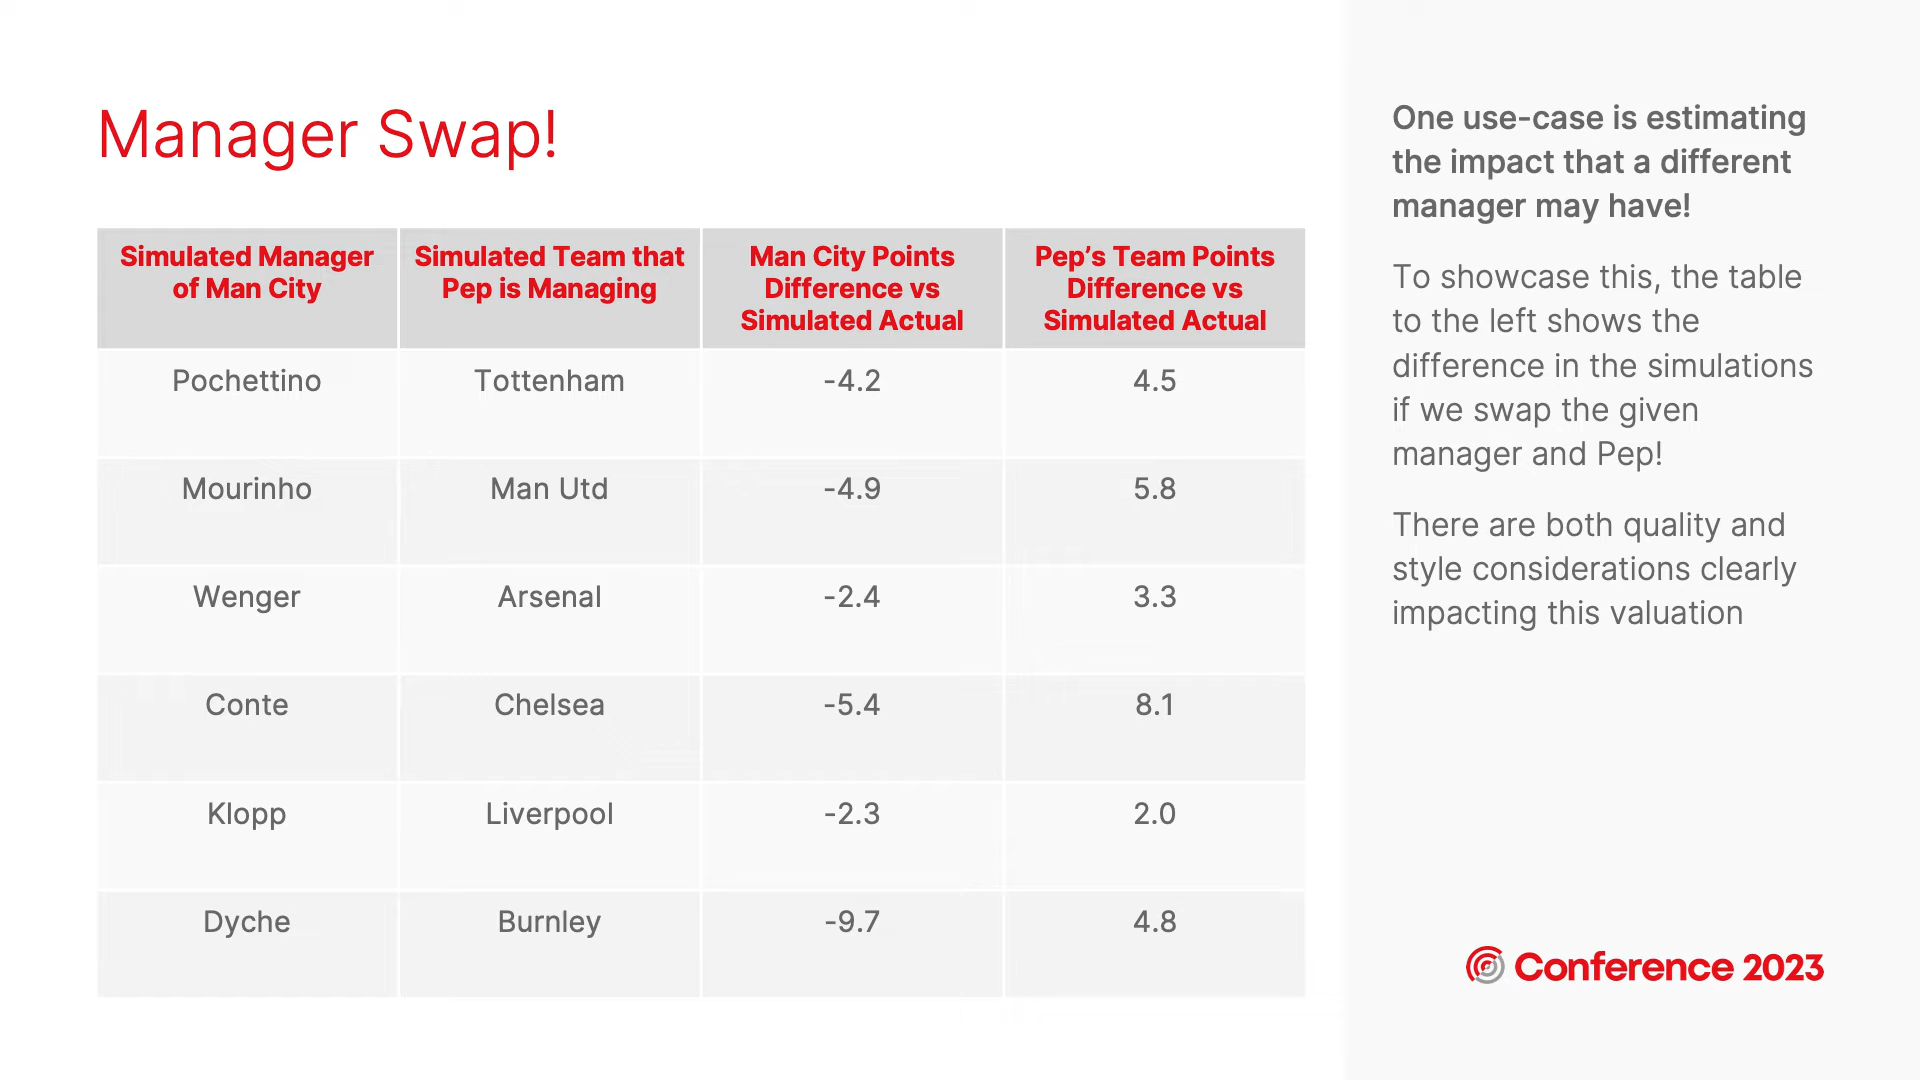 Manager Swap!
Simulated Manager
of Man City
Simulated Team that
Pep is Managing
Man City Points
Difference vs
Simulated Actual
Pep’s Team Points
Difference vs
Simulated Actual
Pochettino Tottenham -4.2 4.5
Mourinho Man Utd -4.9 5.8
Wenger Arsenal -2.4 3.3
Conte Chelsea -5.4 8.1
Klopp Liverpool -2.3 2.0
Dyche Burnley -9.7 4.8
One use-case is estimating
the impact that a different
manager may have!
To showcase this, the table
to the left shows the
difference in the simulations
if we swap the given
manager and Pep!
There are both quality and
style considerations clearly
impacting this valuation
Conference 2023